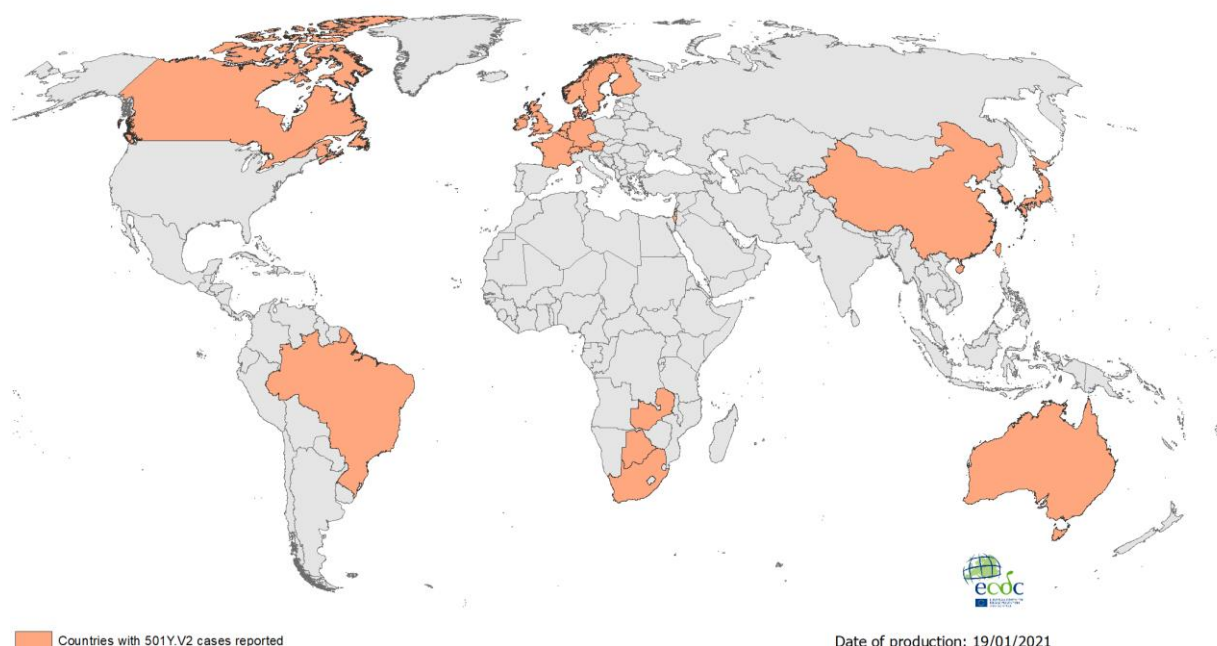 ecdc
Countries with 501Y.V2 cases reported
Date of production: 19/01/2021